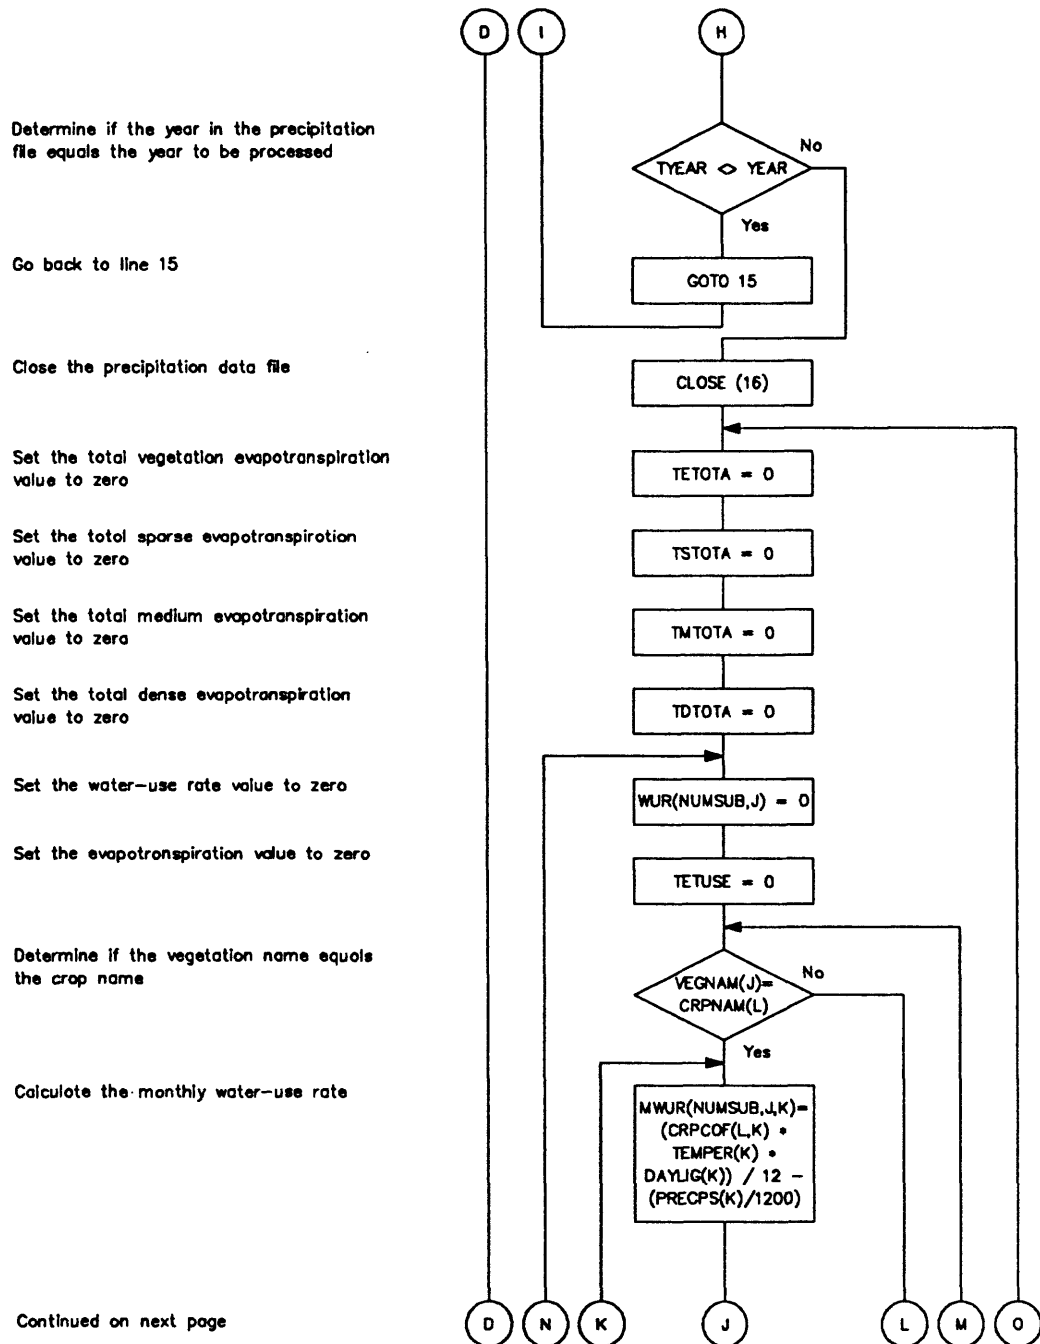 D I H
Determine if the year in the precipitation
file equals the year to be processed
No
TYEAR <> YEAR
Yes
Go back to line 15
GOTO 15
Close the precipitation data file
CLOSE (16)
Set the total vegetation evapotranspiration
value to zero
TETOTA = 0
Set the total sparse evapotranspiration
value to zero
TSTOTA = 0
Set the total medium evapotranspiration
value to zero
TMTOTA = 0
Set the total dense evapotranspiration
value to zero
TDTOTA = 0
Set the water-use rate value to zero
WUR(NUMSUB,J) = 0
Set the evapotranspiration value to zero
TETUSE = 0
Determine if the vegetation name equals
the crop name
No
VEGNAM(J)=
CRPNAM(L)
Yes
Calculate the monthly water-use rate
MWUR(NUMSUB,J,K)=
(CRPCOF(L,K) *
TEMPER(K) *
DAYLIG(K)) / 12 -
(PRECPS(K)/1200)
Continued on next page
D N K J L M O